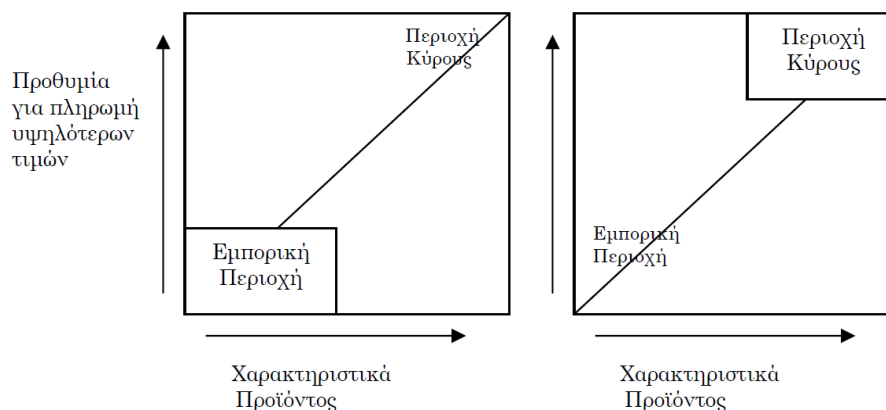 Προθυμία
για πληρωμή
υψηλότερων
τιμών
Περιοχή
Κύρους
Εμπορική
Περιοχή
Χαρακτηριστικά
Προϊόντος
Περιοχή
Κύρους
Εμπορική
Περιοχή
Χαρακτηριστικά
Προϊόντος